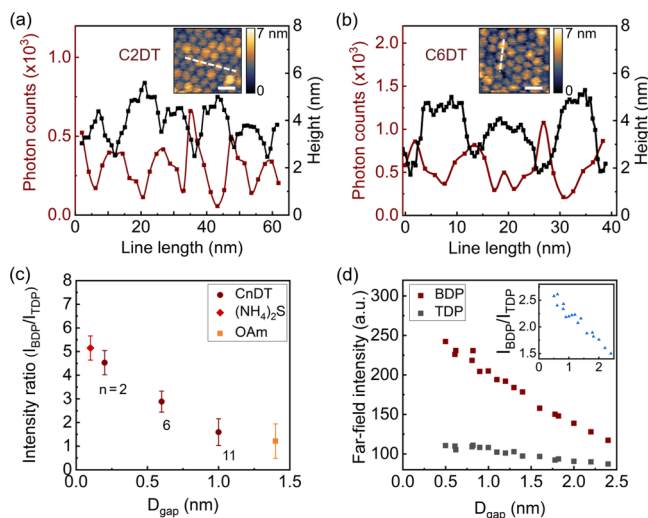 (a)
Photon counts (x10³)
1.0
0.5
0.0
C2DT
7 nm
0
8
6
4
2
0
Height (nm)
0 10 20 30 40 50 60
Line length (nm)
(b)
Photon counts (x10³)
2.0
1.5
1.0
0.5
0.0
C6DT
7 nm
0
8
6
4
2
0
Height (nm)
0 10 20 30 40
Line length (nm)
(c)
Intensity ratio (I_BDP/I_TDP)
8
7
6
5
4
3
2
1
0
CnDT
(NH₄)₂S
OAm
n=2
6
11
0.0 0.5 1.0 1.5
D_gap (nm)
(d)
Far-field intensity (a.u.)
300
250
200
150
100
BDP
TDP
I_BDP/I_TDP
2.5
2.0
1.5
1 2
0.0 0.5 1.0 1.5 2.0 2.5
D_gap (nm)